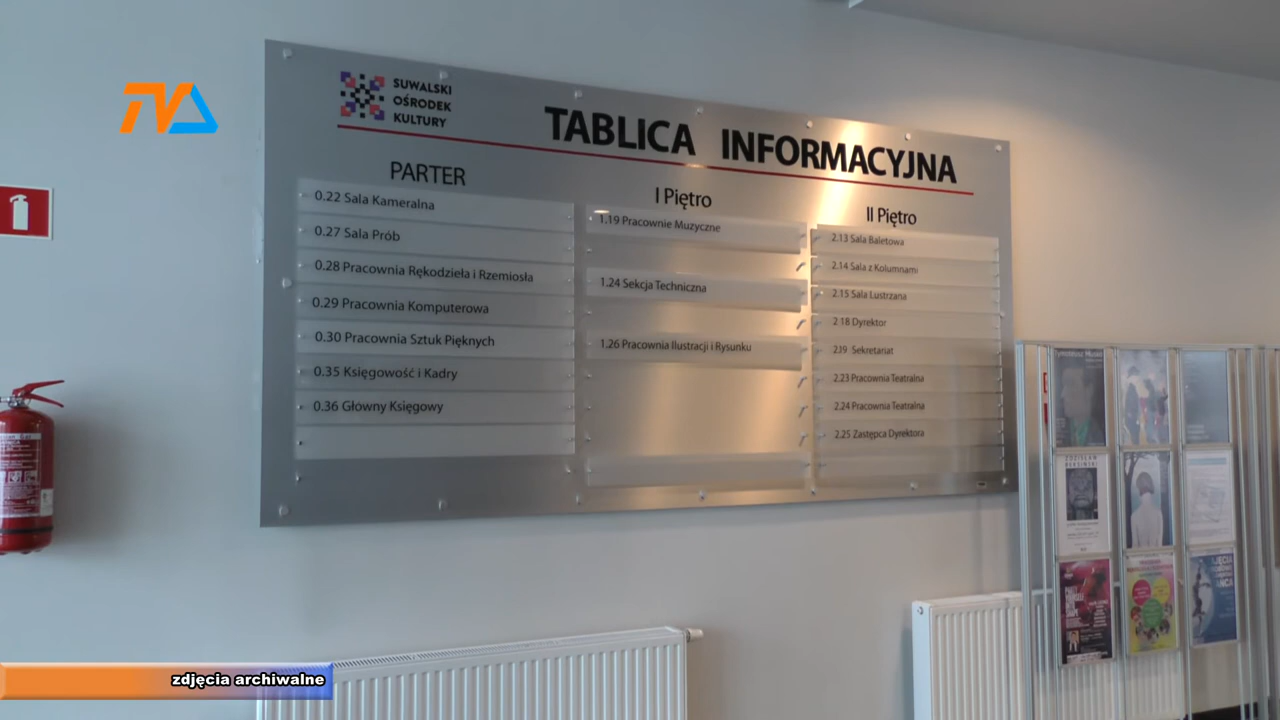 TVA
SUWALSKI
OŚRODEK
KULTURY
TABLICA INFORMACYJNA
PARTER
0.22 Sala Kameralna
0.27 Sala Prób
0.28 Pracownia Rękodzieła i Rzemiosła
0.29 Pracownia Komputerowa
0.30 Pracownia Sztuk Pięknych
0.35 Księgowość i Kadry
0.36 Głowny Księgowy
I Piętro
1.19 Pracownie Muzyczne
1.24 Sekcja Techniczna
1.26 Pracownia Ilustracji i Rysunku
II Piętro
2.13 Sala Baletowa
2.14 Sala z Kolumnami
2.15 Sala Lustrzana
2 18 Dyrektor
2.19 Sekretariat
2.23 Pracownia Teatralna
2.24 Pracownia Teatralna
2.25 Zastępca Dyrektora
ZDZISŁAW
BEKSIŃSKI
zdjęcia archiwalne